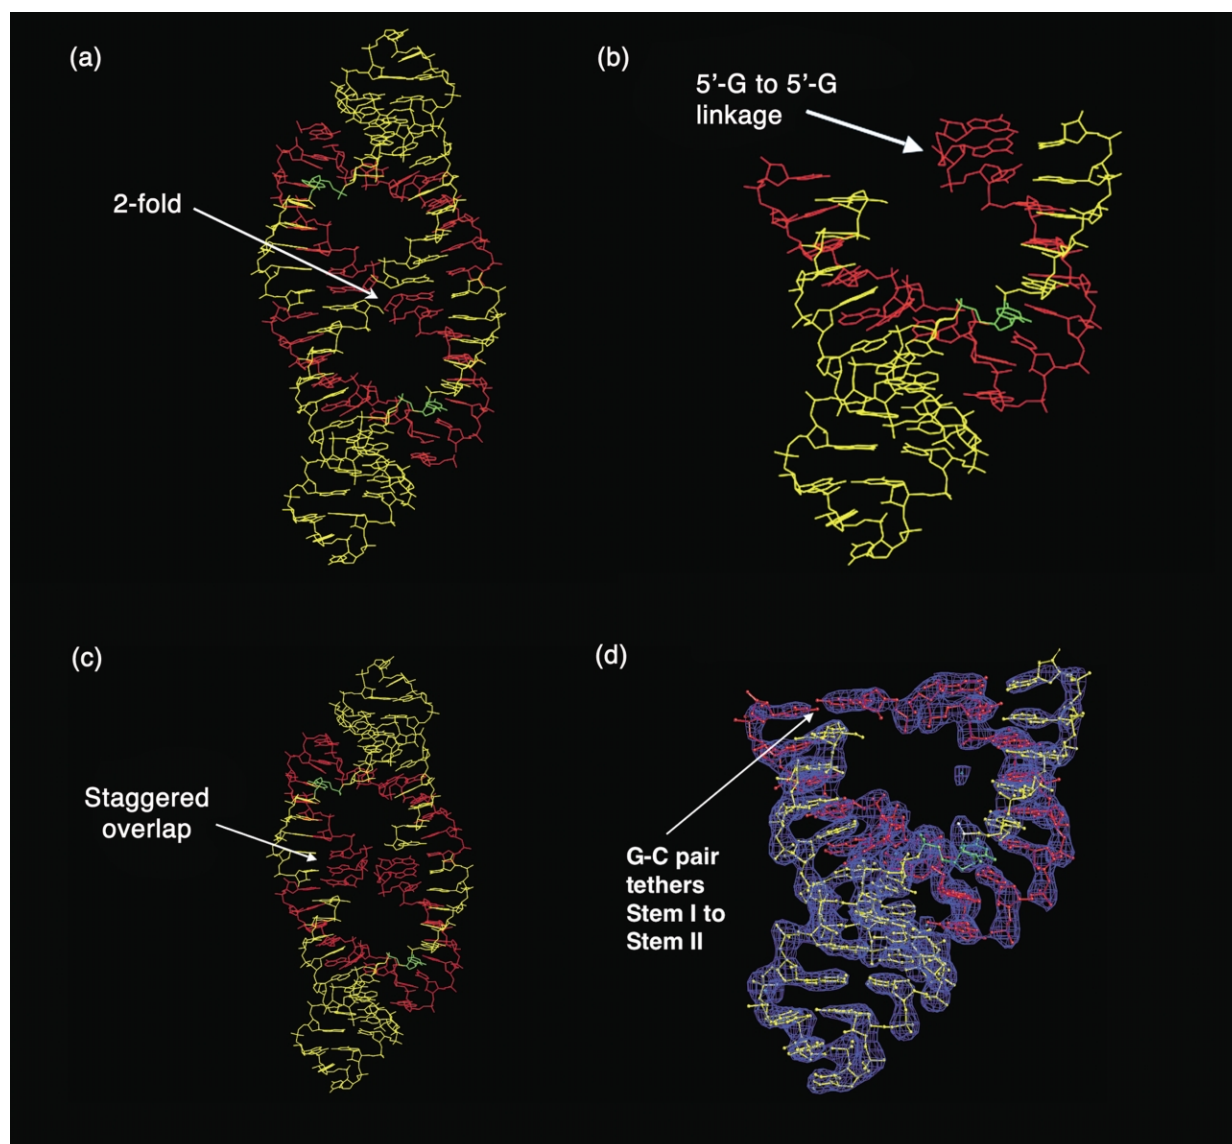 (a)
2-fold
(b)
5’-G to 5’-G
linkage
(c)
Staggered
overlap
(d)
G-C pair
tethers
Stem I to
Stem II